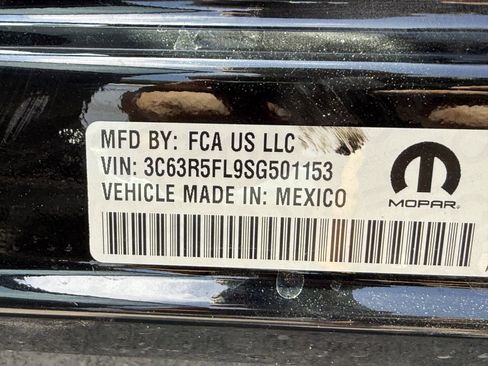 MFD BY: FCA US LLC
VIN: 3C63R5FL9SG501153
VEHICLE MADE IN: MEXICO
MOPAR